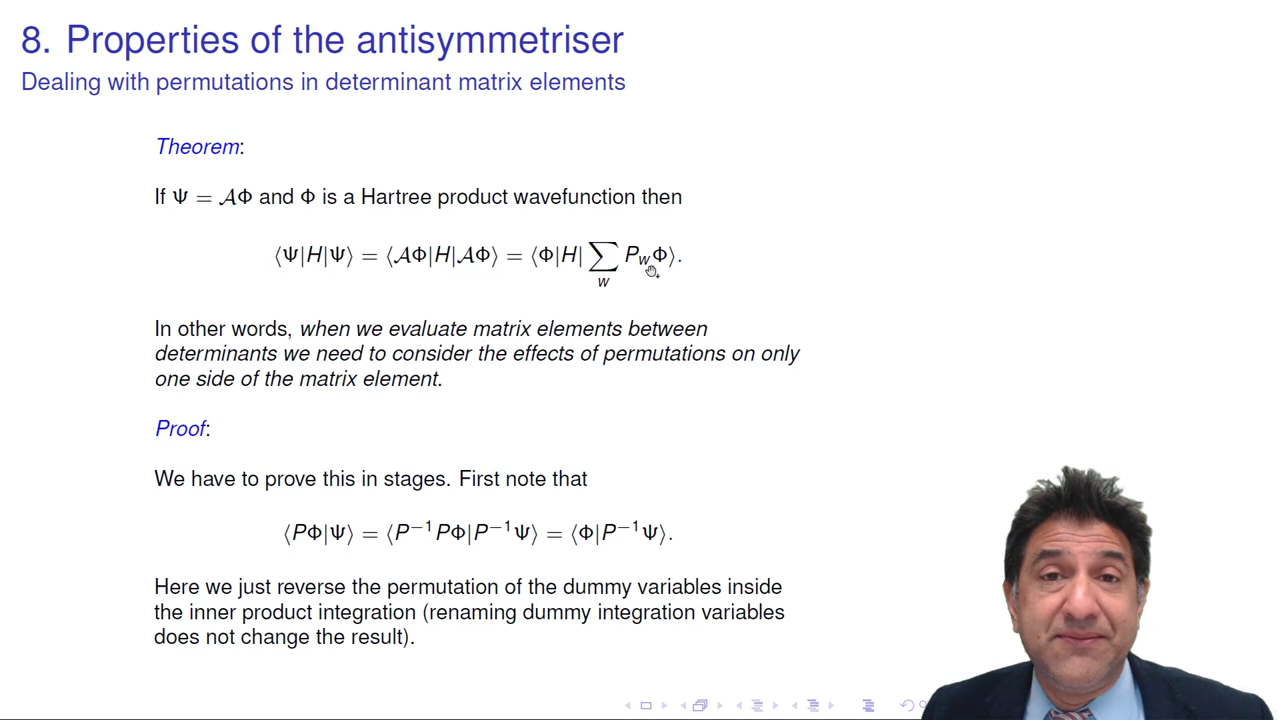 8. Properties of the antisymmetriser
Dealing with permutations in determinant matrix elements
Theorem:
If Ψ = 𝒜Φ and Φ is a Hartree product wavefunction then
⟨Ψ|H|Ψ⟩ = ⟨𝒜Φ|H|𝒜Φ⟩ = ⟨Φ|H| ∑_w P_wΦ⟩.
In other words, when we evaluate matrix elements between
determinants we need to consider the effects of permutations on only
one side of the matrix element.
Proof:
We have to prove this in stages. First note that
⟨PΦ|Ψ⟩ = ⟨P⁻¹PΦ|P⁻¹Ψ⟩ = ⟨Φ|P⁻¹Ψ⟩.
Here we just reverse the permutation of the dummy variables inside
the inner product integration (renaming dummy integration variables
does not change the result).